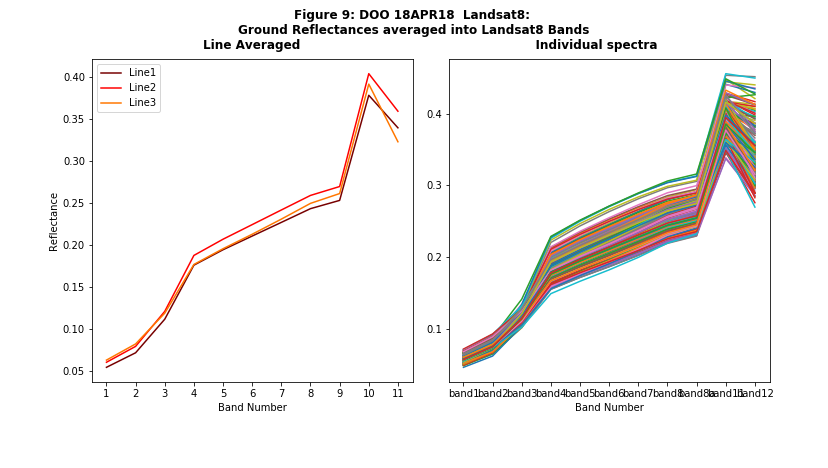 Figure 9: DOO 18APR18 Landsat8:
Ground Reflectances averaged into Landsat8 Bands
Line Averaged
Individual spectra
Line1
Line2
Line3
Reflectance
0.40
0.35
0.30
0.25
0.20
0.15
0.10
0.05
1 2 3 4 5 6 7 8 9 10 11
Band Number
0.4
0.3
0.2
0.1
band1 band2 band3 band4 band5 band6 band7 band8 band8a band11 band12
Band Number